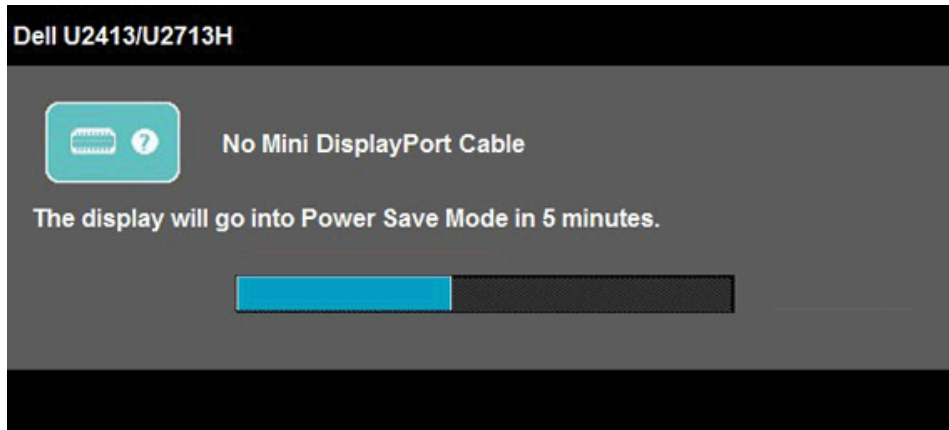 Dell U2413/U2713H
?
No Mini DisplayPort Cable
The display will go into Power Save Mode in 5 minutes.